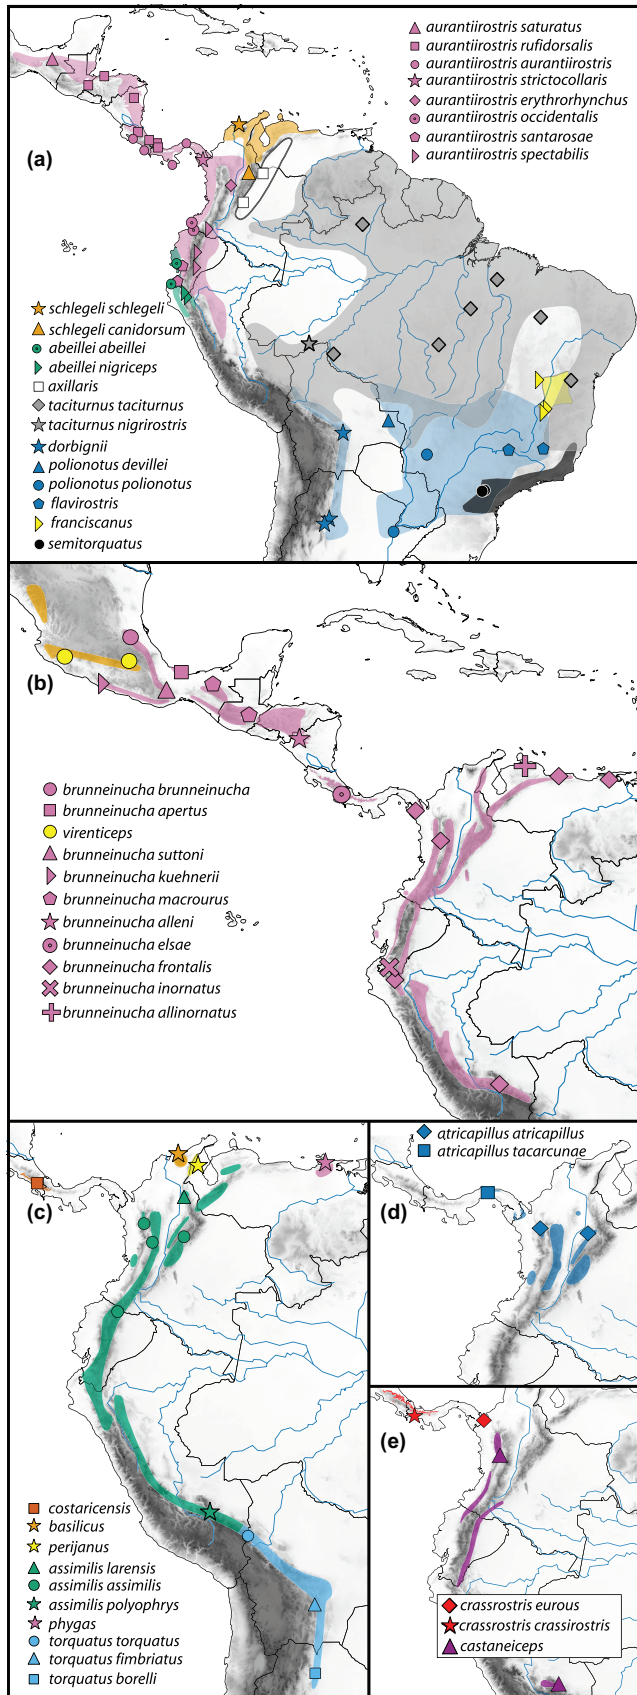 aurantiirostris saturatus
aurantiirostris rufidorsalis
aurantiirostris aurantiirostris
aurantiirostris strictocollaris
aurantiirostris erythrorhynchus
aurantiirostris occidentalis
aurantiirostris santarosae
aurantiirostris spectabilis
(a)
schlegeli schlegeli
schlegeli canidorsum
abeillei abeillei
abeillei nigriceps
axillaris
taciturnus taciturnus
taciturnus nigrirostris
dorbignii
polionotus devillei
polionotus polionotus
flavirostris
franciscanus
semitorquatus
(b)
brunneinucha brunneinucha
brunneinucha apertus
virenticeps
brunneinucha suttoni
brunneinucha kuehnerii
brunneinucha macrourus
brunneinucha alleni
brunneinucha elsae
brunneinucha frontalis
brunneinucha inornatus
brunneinucha allinornatus
(c)
costaricensis
basilicus
perijanus
assimilis larensis
assimilis assimilis
assimilis polyophrys
phygas
torquatus torquatus
torquatus fimbriatus
torquatus borelli
atricapillus atricapillus
atricapillus tacarcunae
(d)
(e)
crassrostris eurous
crassrostris crassirostris
castaneiceps